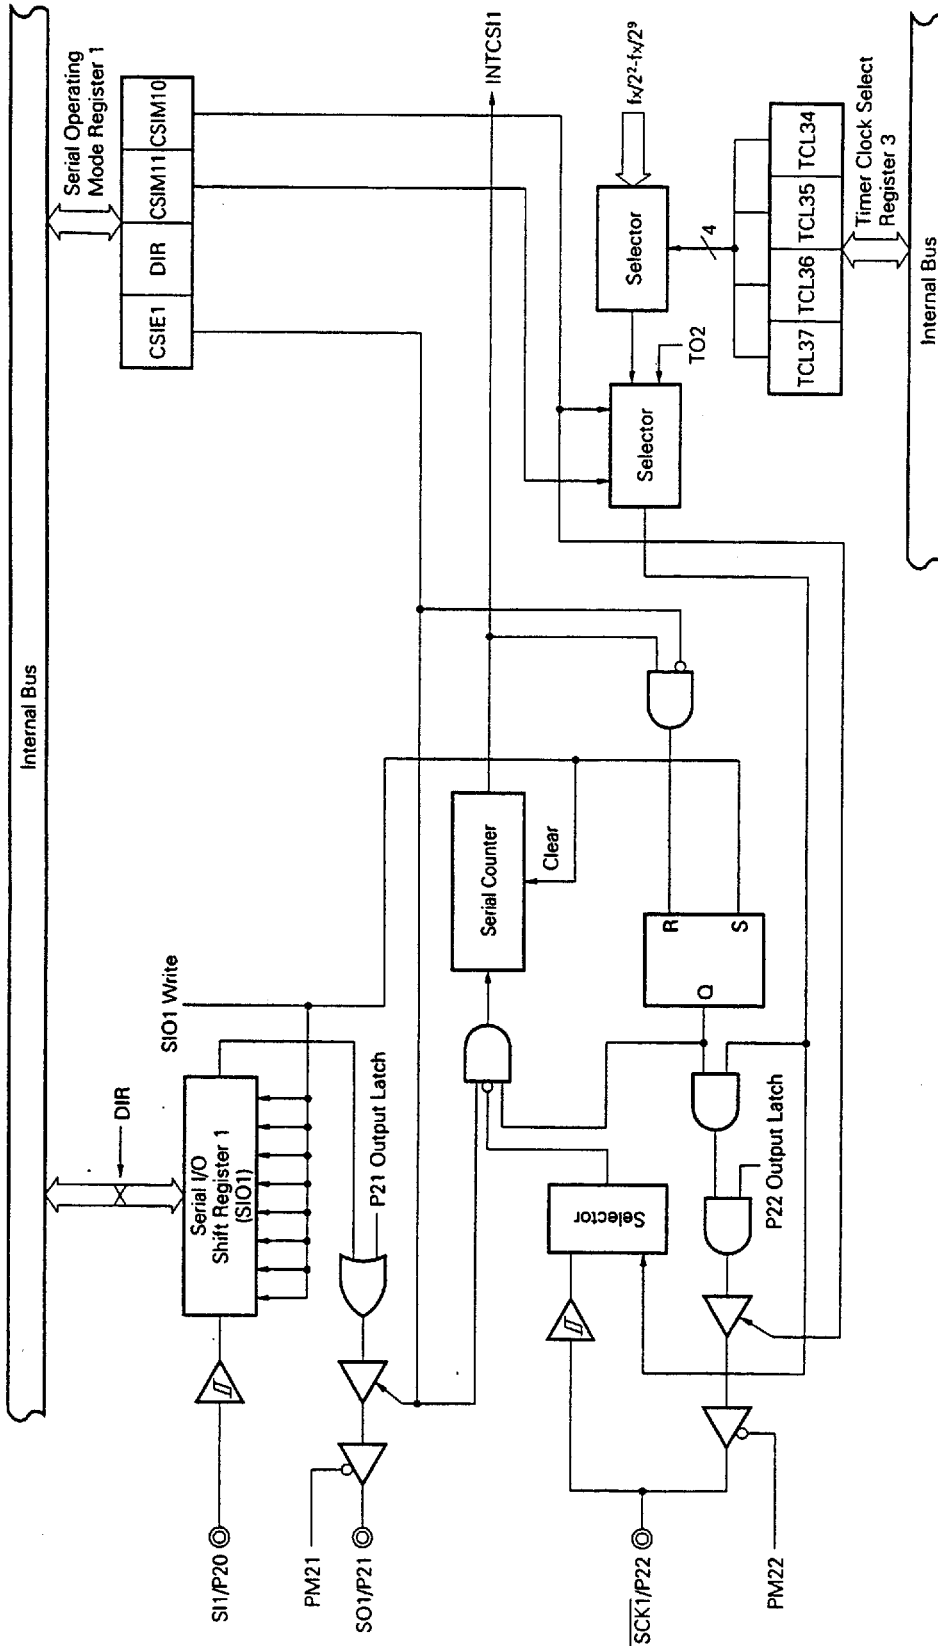 Internal Bus
DIR
Serial I/O
Shift Register 1
(SIO1)
SIO1 Write
Serial Operating
Mode Register 1
CSIE1
DIR
CSIM11
CSIM10
SI1/P20
PM21
SO1/P21
P21 Output Latch
Serial Counter
Clear
INTCSI1
Selector
SCK1/P22
PM22
P22 Output Latch
Q
R
S
Selector
TO2
Selector
fx/2²-fx/2⁹
4
TCL37
TCL36
TCL35
TCL34
Timer Clock Select
Register 3
Internal Bus